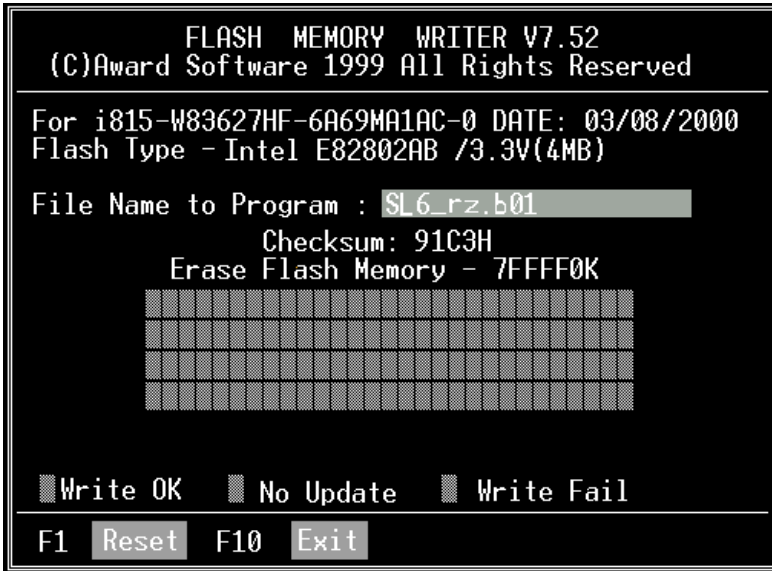 FLASH MEMORY WRITER V7.52
(C)Award Software 1999 All Rights Reserved
For i815-W83627HF-6A69MA1AC-0 DATE: 03/08/2000
Flash Type - Intel E82802AB /3.3V(4MB)
File Name to Program : SL6_rz.b01
Checksum: 91C3H
Erase Flash Memory - 7FFFF0K
Write OK No Update Write Fail
F1 Reset F10 Exit